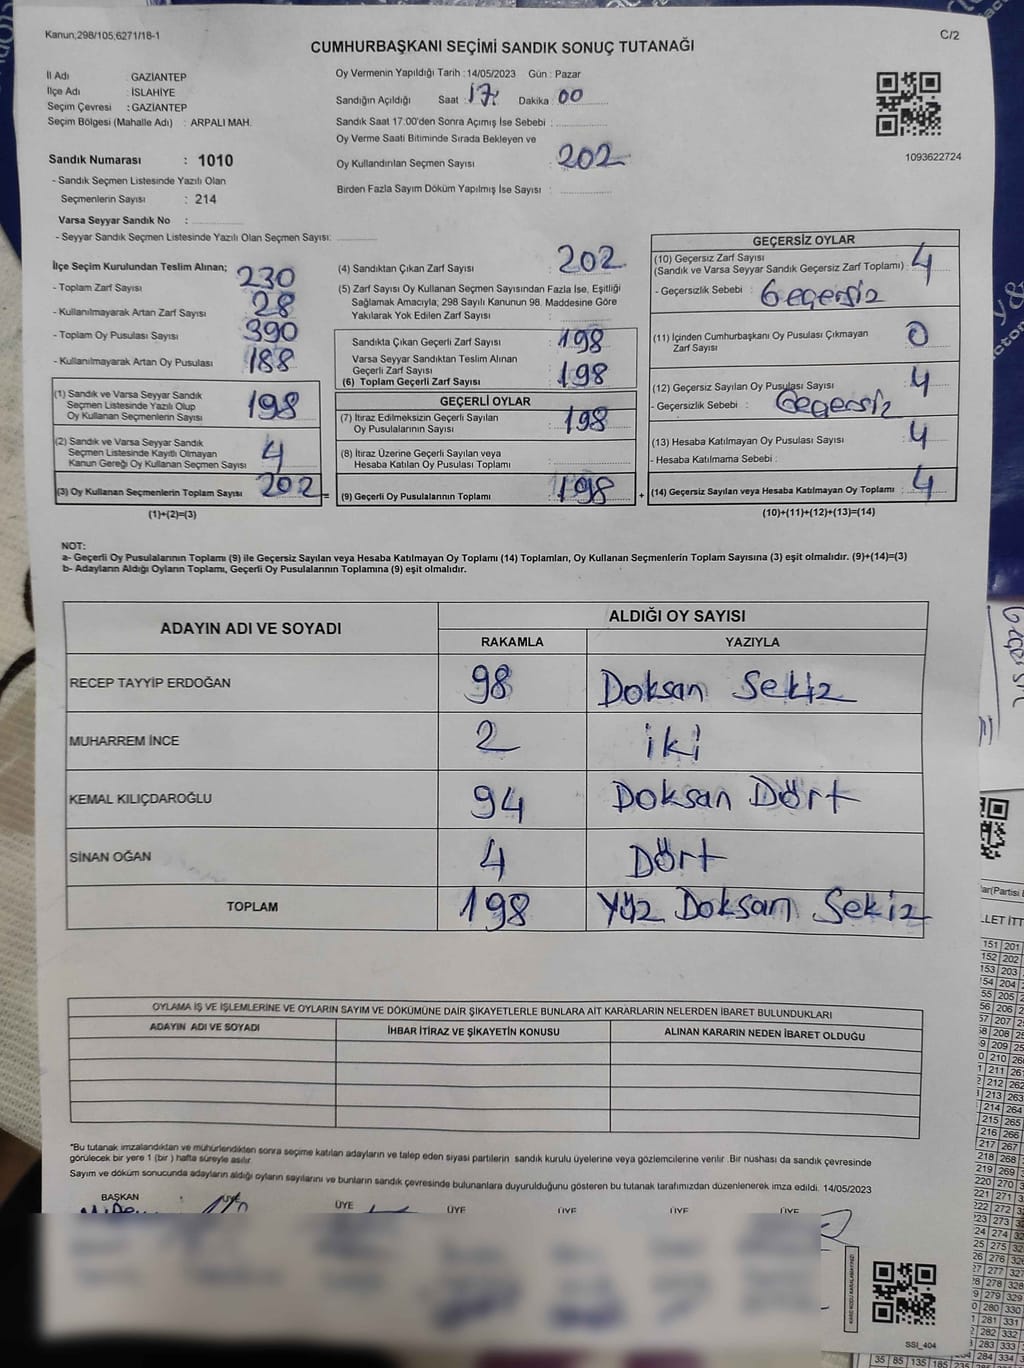 Kanun,298/105,6271/18-1
C/2
CUMHURBAŞKANI SEÇİMİ SANDIK SONUÇ TUTANAĞI
İl Adı : GAZİANTEP
İlçe Adı : İSLAHİYE
Seçim Çevresi : GAZİANTEP
Seçim Bölgesi (Mahalle Adı) : ARPALI MAH.
Sandık Numarası : 1010
- Sandık Seçmen Listesinde Yazılı Olan
Seçmenlerin Sayısı : 214
Varsa Seyyar Sandık No :
- Seyyar Sandık Seçmen Listesinde Yazılı Olan Seçmen Sayısı:
Oy Vermenin Yapıldığı Tarih :14/05/2023 Gün : Pazar
Sandığın Açıldığı Saat : 17: Dakika : 00
Sandık Saat 17:00'den Sonra Açımış İse Sebebi :
Oy Verme Saati Bitiminde Sırada Bekleyen ve
Oy Kullandırılan Seçmen Sayısı : 202
Birden Fazla Sayım Döküm Yapılmış İse Sayısı :
1093622724
İlçe Seçim Kurulundan Teslim Alınan;
- Toplam Zarf Sayısı : 230
- Kullanılmayarak Artan Zarf Sayısı : 28
- Toplam Oy Pusulası Sayısı : 390
- Kullanılmayarak Artan Oy Pusulası : 188
(1) Sandık ve Varsa Seyyar Sandık
Seçmen Listesinde Yazılı Olup
Oy Kullanan Seçmenlerin Sayısı : 198
(2) Sandık ve Varsa Seyyar Sandık
Seçmen Listesinde Kayıtlı Olmayan
Kanun Gereği Oy Kullanan Seçmen Sayısı : 4
(3) Oy Kullanan Seçmenlerin Toplam Sayısı : 202 =
(1)+(2)=(3)
(4) Sandıktan Çıkan Zarf Sayısı : 202
(5) Zarf Sayısı Oy Kullanan Seçmen Sayısından Fazla İse, Eşitliği
Sağlamak Amacıyla; 298 Sayılı Kanunun 98. Maddesine Göre
Yakılarak Yok Edilen Zarf Sayısı :
Sandıkta Çıkan Geçerli Zarf Sayısı : 198
Varsa Seyyar Sandıktan Teslim Alınan
Geçerli Zarf Sayısı
(6) Toplam Geçerli Zarf Sayısı : 198
GEÇERLİ OYLAR
(7) İtiraz Edilmeksizin Geçerli Sayılan
Oy Pusulalarının Sayısı : 198
(8) İtiraz Üzerine Geçerli Sayılan veya
Hesaba Katılan Oy Pusulası Toplamı :
(9) Geçerli Oy Pusulalarının Toplamı : 198 +
GEÇERSİZ OYLAR
(10) Geçersiz Zarf Sayısı
(Sandık ve Varsa Seyyar Sandık Geçersiz Zarf Toplamı) : 4
- Geçersizlik Sebebi : Geçersiz
(11) İçinden Cumhurbaşkanı Oy Pusulası Çıkmayan
Zarf Sayısı : 0
(12) Geçersiz Sayılan Oy Pusulası Sayısı : 4
- Geçersizlik Sebebi : Geçersiz
(13) Hesaba Katılmayan Oy Pusulası Sayısı : 4
- Hesaba Katılmama Sebebi :
(14) Geçersiz Sayılan veya Hesaba Katılmayan Oy Toplamı : 4
(10)+(11)+(12)+(13)=(14)
NOT:
a- Geçerli Oy Pusulalarının Toplamı (9) ile Geçersiz Sayılan veya Hesaba Katılmayan Oy Toplamı (14) Toplamları, Oy Kullanan Seçmenlerin Toplam Sayısına (3) eşit olmalıdır. (9)+(14)=(3)
b- Adayların Aldığı Oyların Toplamı, Geçerli Oy Pusulalarının Toplamına (9) eşit olmalıdır.
ADAYIN ADI VE SOYADI ALDIĞI OY SAYISI
RAKAMLA YAZIYLA
RECEP TAYYİP ERDOĞAN 98 Doksan Sekiz
MUHARREM İNCE 2 iki
KEMAL KILIÇDAROĞLU 94 Doksan Dört
SİNAN OĞAN 4 Dört
TOPLAM 198 Yüz Doksan Sekiz
OYLAMA İŞ VE İŞLEMLERİNE VE OYLARIN SAYIM VE DÖKÜMÜNE DAİR ŞİKAYETLERLE BUNLARA AİT KARARLARIN NELERDEN İBARET BULUNDUKLARI
ADAYIN ADI VE SOYADI İHBAR İTİRAZ VE ŞİKAYETİN KONUSU ALINAN KARARIN NEDEN İBARET OLDUĞU
*Bu tutanak imzalandıktan ve mühürlendikten sonra seçime katılan adayların ve talep eden siyasi partilerin sandık kurulu üyelerine veya gözlemcilerine verilir .Bir nüshası da sandık çevresinde
görülecek bir yere 1 (bir ) hafta süreyle asılır.
Sayım ve döküm sonucunda adayların aldığı oyların sayılarını ve bunların sandık çevresinde bulunanlara duyurulduğunu gösteren bu tutanak tarafımızdan düzenlenerek imza edildi. 14/05/2023
BAŞKAN : ÜYE ÜYE ÜYE ÜYE ÜYE ÜYE
SSI_404